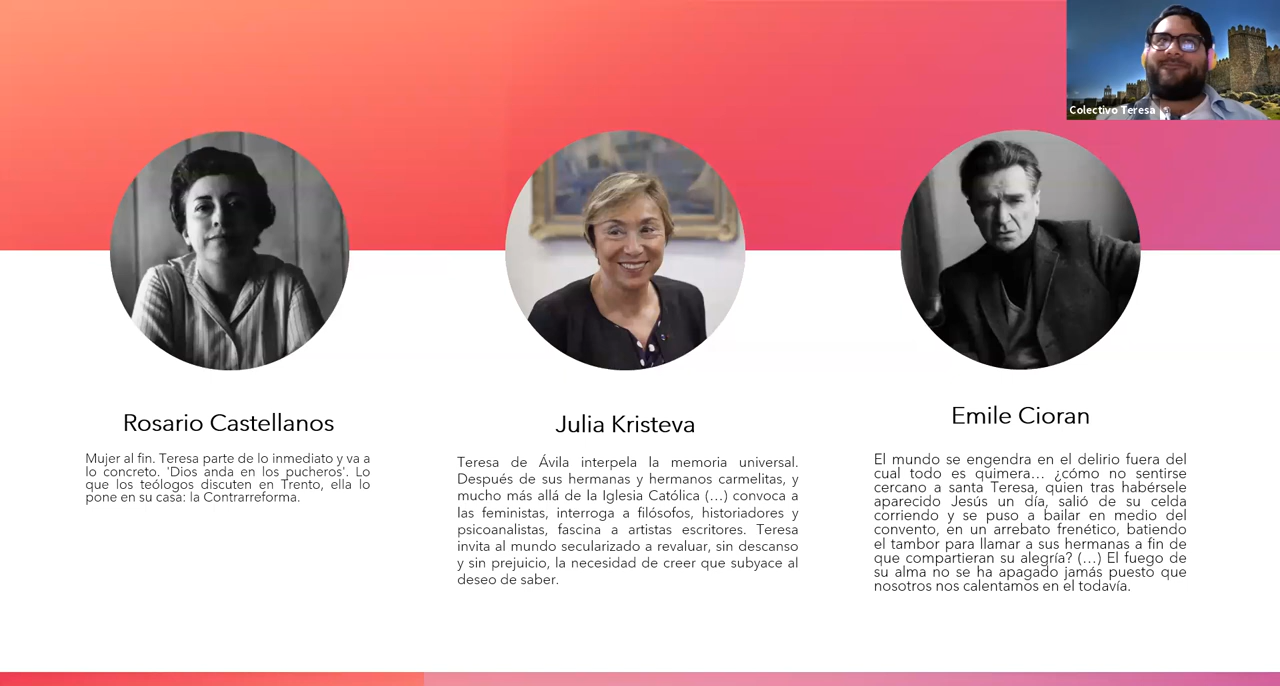 Colectivo Teresa
Rosario Castellanos
Mujer al fin. Teresa parte de lo inmediato y va a
lo concreto. 'Dios anda en los pucheros'. Lo
que los teólogos discuten en Trento, ella lo
pone en su casa: la Contrarreforma.
Julia Kristeva
Teresa de Ávila interpela la memoria universal.
Después de sus hermanas y hermanos carmelitas, y
mucho más allá de la Iglesia Católica (…) convoca a
las feministas, interroga a filósofos, historiadores y
psicoanalistas, fascina a artistas escritores. Teresa
invita al mundo secularizado a revaluar, sin descanso
y sin prejuicio, la necesidad de creer que subyace al
deseo de saber.
Emile Cioran
El mundo se engendra en el delirio fuera del
cual todo es quimera… ¿cómo no sentirse
cercano a santa Teresa, quien tras habérsele
aparecido Jesús un día, salió de su celda
corriendo y se puso a bailar en medio del
convento, en un arrebato frenético, batiendo
el tambor para llamar a sus hermanas a fin de
que compartieran su alegría? (…) El fuego de
su alma no se ha apagado jamás puesto que
nosotros nos calentamos en el todavía.